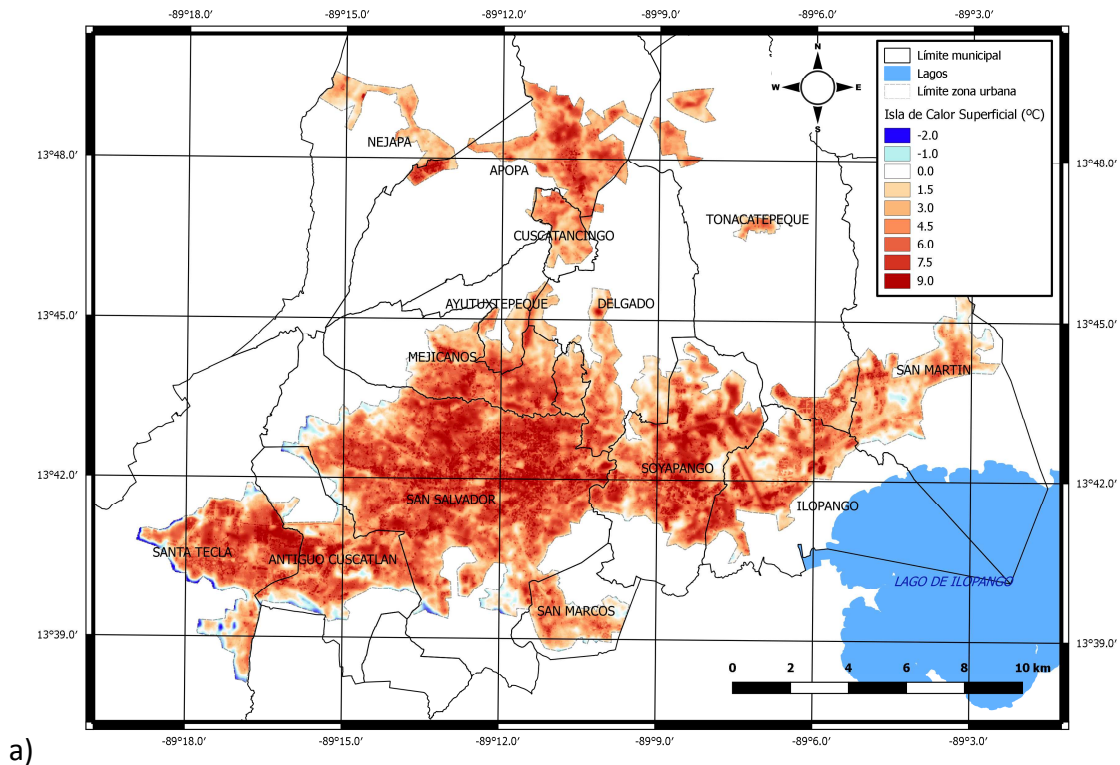 -89°18.0' -89°15.0' -89°12.0' -89°9.0' -89°6.0' -89°3.0'
N
W E
S
Límite municipal
Lagos
Límite zona urbana
Isla de Calor Superficial (ºC)
-2.0
-1.0
0.0
1.5
3.0
4.5
6.0
7.5
9.0
NEJAPA
13°48.0' 13°48.0'
APOPA
TONACATEPEQUE
CUSCATANCINGO
AYUTUXTEPEQUE DELGADO
13°45.0' 13°45.0'
MEJICANOS
SAN MARTIN
SOYAPANGO
13°42.0' 13°42.0'
SAN SALVADOR
ILOPANGO
SANTA TECLA
ANTIGUO CUSCATLAN
LAGO DE ILOPANGO
SAN MARCOS
13°39.0' 13°39.0'
0 2 4 6 8 10 km
-89°18.0' -89°15.0' -89°12.0' -89°9.0' -89°6.0' -89°3.0'
a)